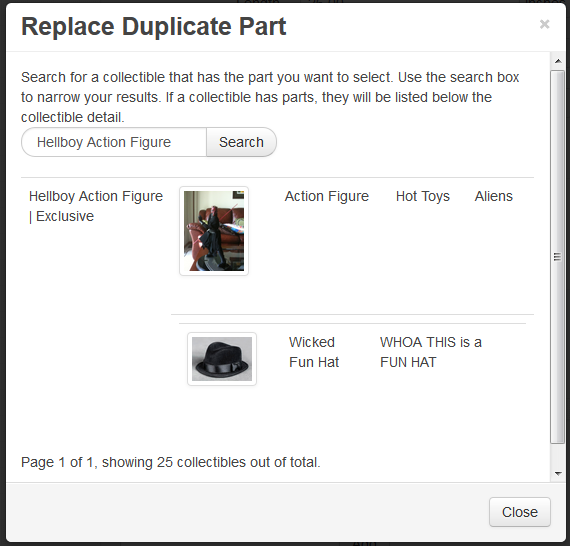 Replace Duplicate Part
×
Search for a collectible that has the part you want to select. Use the search box
to narrow your results. If a collectible has parts, they will be listed below the
collectible detail.
Hellboy Action Figure Search
Hellboy Action Figure Action Figure Hot Toys Aliens
| Exclusive
Wicked WHOA THIS is a
Fun Hat FUN HAT
Page 1 of 1, showing 25 collectibles out of total.
Close